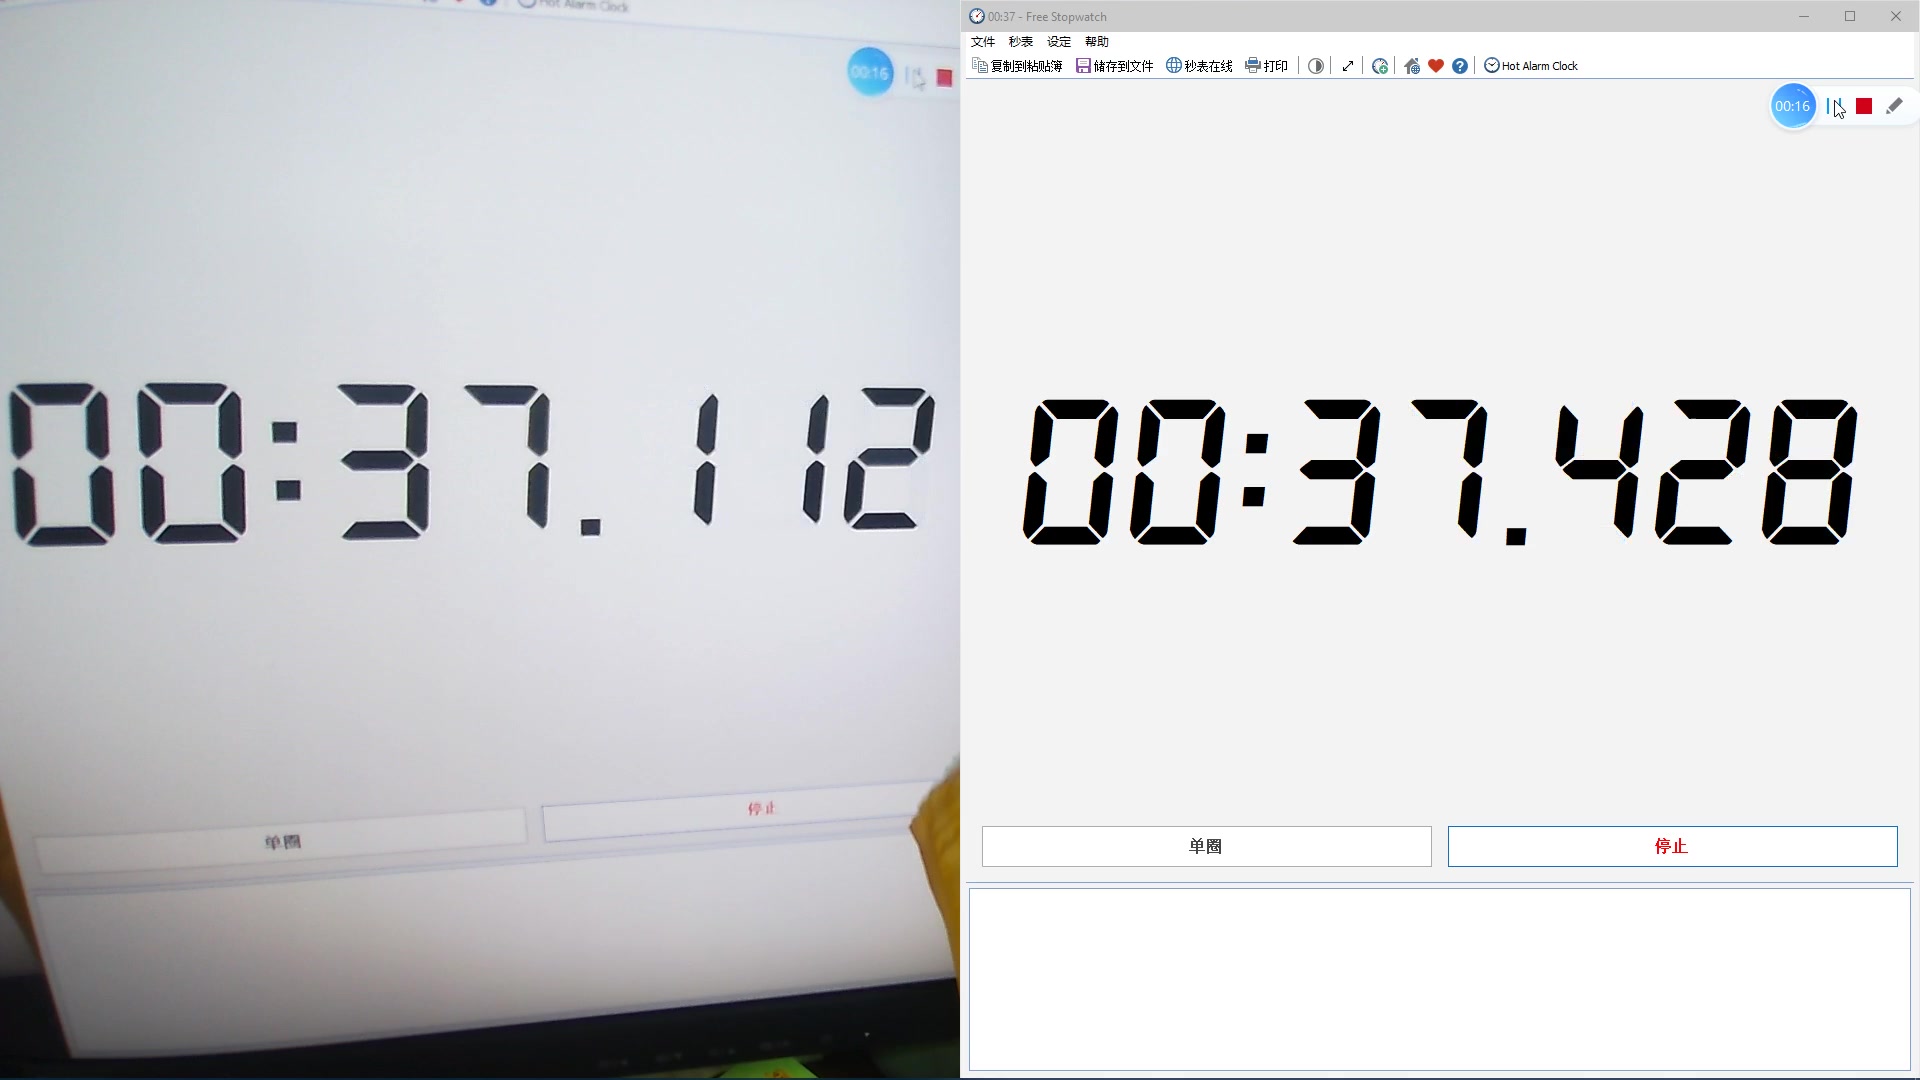 Hot Alarm Clock
00:16
00:37.112
单圈
停止
00:37 - Free Stopwatch
文件 秒表 设定 帮助
复制到粘贴簿 储存到文件 秒表在线 打印 Hot Alarm Clock
00:16
00:37.428
单圈
停止